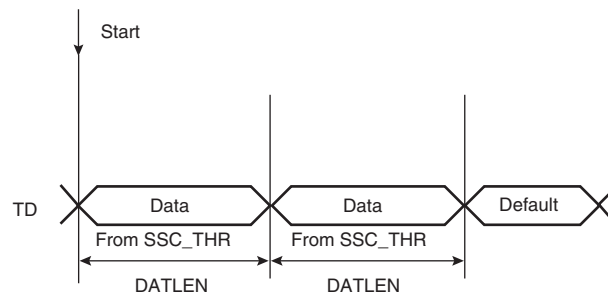 Start
TD
Data
Data
Default
From SSC_THR
From SSC_THR
DATLEN
DATLEN